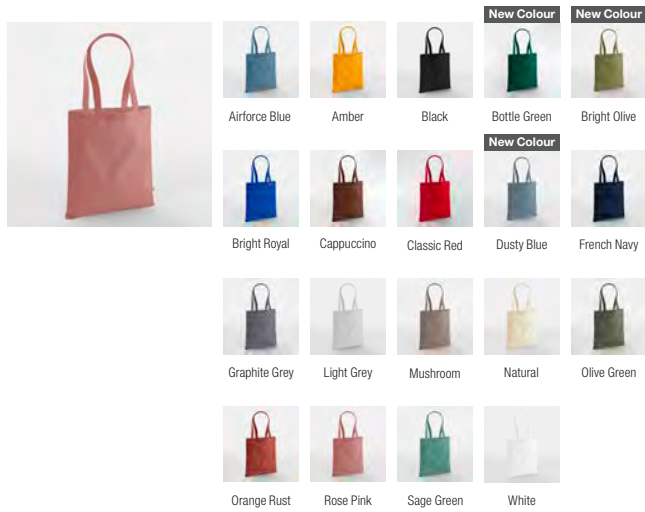 New Colour
New Colour
Airforce Blue
Amber
Black
Bottle Green
Bright Olive
New Colour
Bright Royal
Cappuccino
Classic Red
Dusty Blue
French Navy
Graphite Grey
Light Grey
Mushroom
Natural
Olive Green
Orange Rust
Rose Pink
Sage Green
White